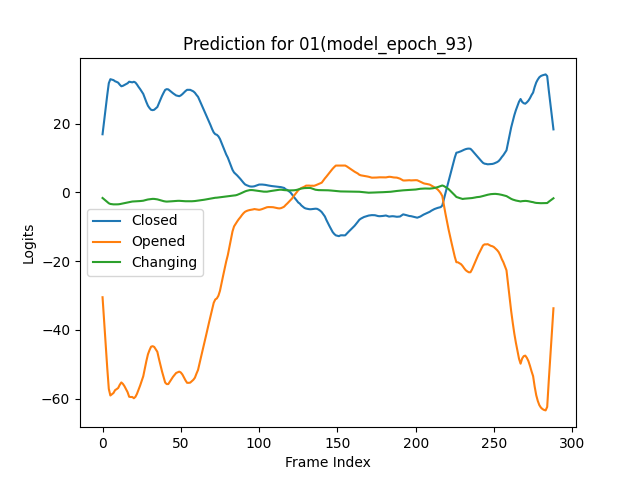 Prediction for 01(model_epoch_93)
Logits
20
0
−20
−40
−60
Closed
Opened
Changing
0 50 100 150 200 250 300
Frame Index